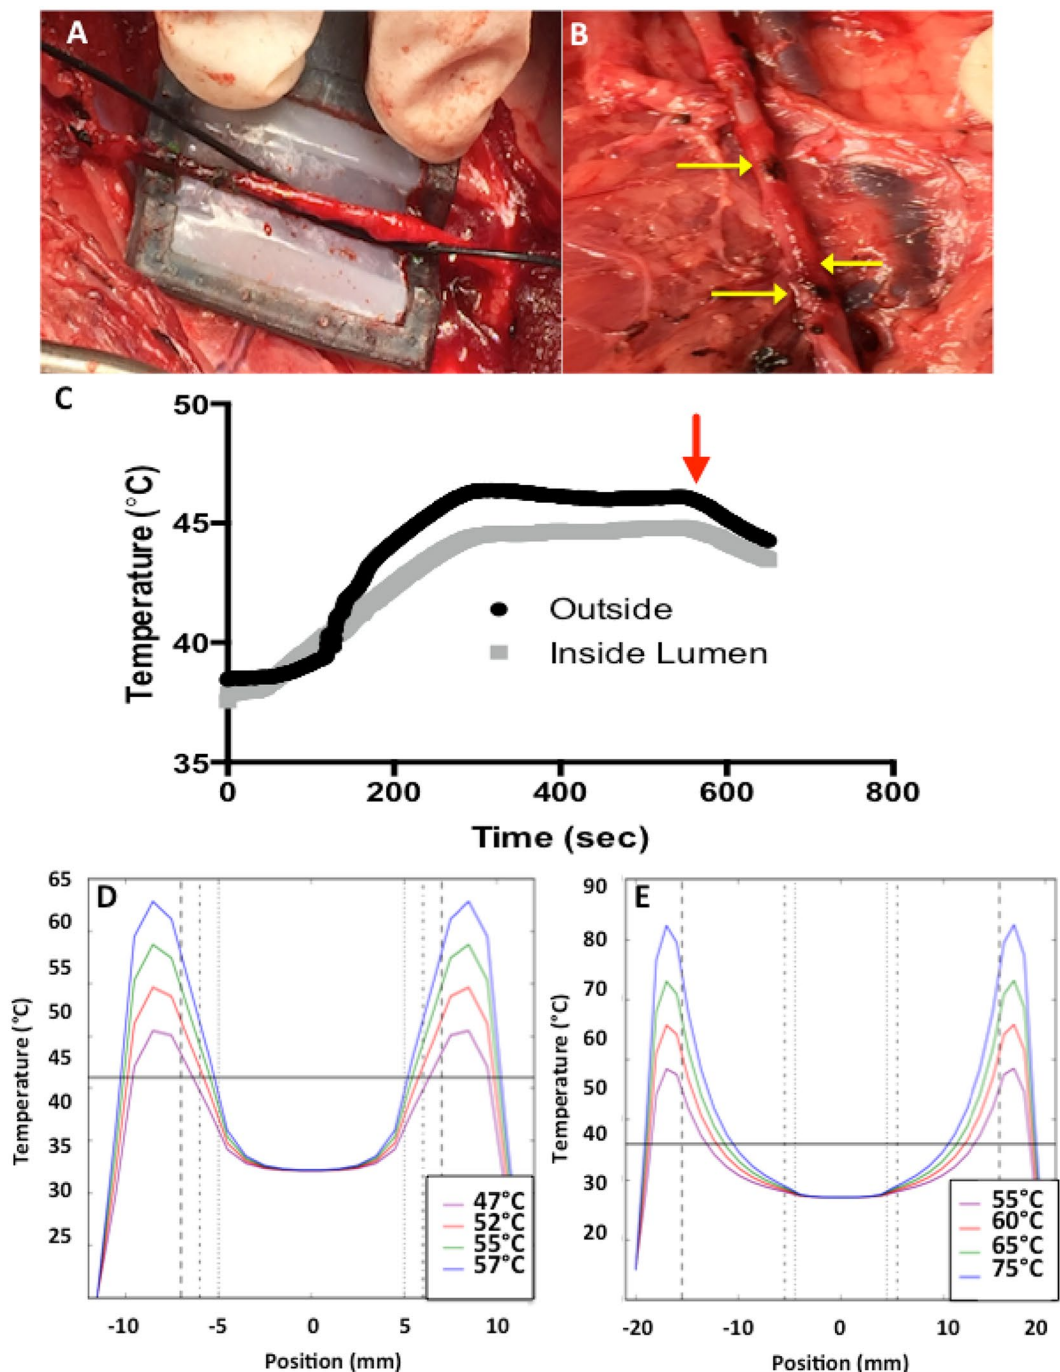 A
B
C
50
45
40
35
Temperature (°C)
Outside
Inside Lumen
0
200
400
600
800
Time (sec)
D
65
60
55
50
45
40
35
30
25
Temperature (°C)
47°C
52°C
55°C
57°C
-10
-5
0
5
10
Position (mm)
E
90
80
70
60
50
40
30
20
Temperature (°C)
55°C
60°C
65°C
75°C
-20
-10
0
10
20
Position (mm)